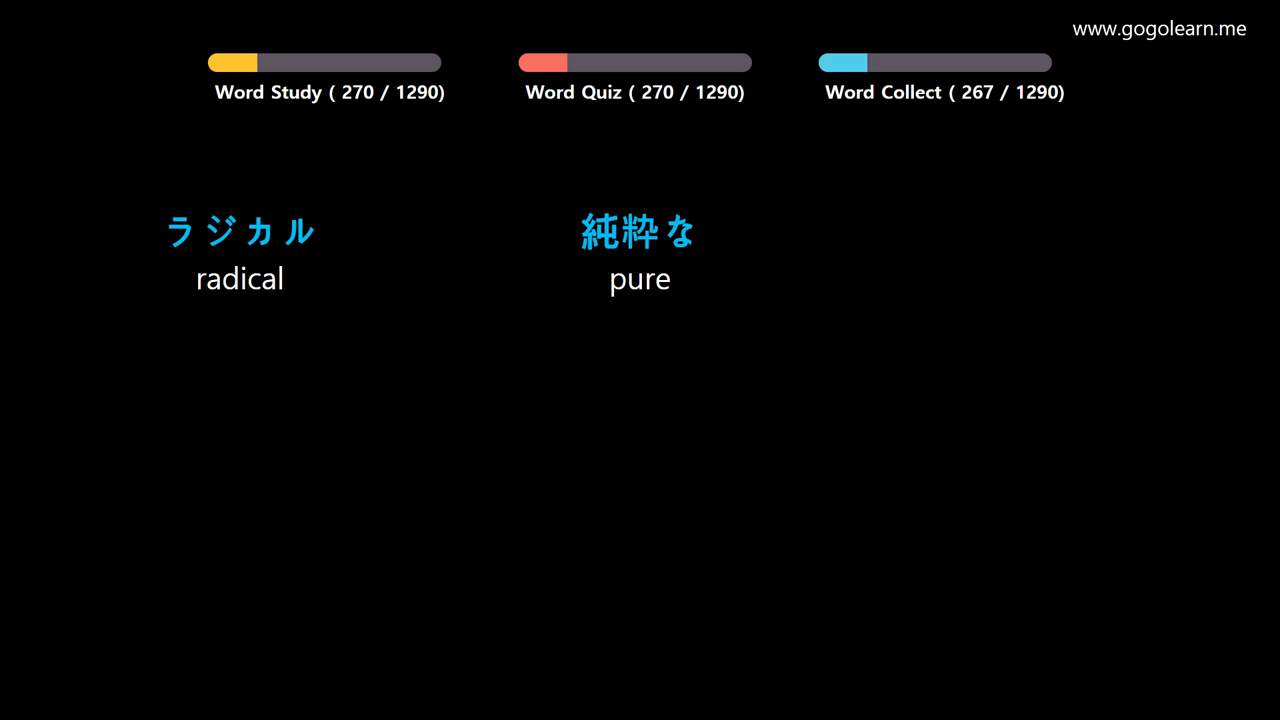 www.gogolearn.me
Word Study ( 270 / 1290)
Word Quiz ( 270 / 1290)
Word Collect ( 267 / 1290)
ラジカル
radical
純粋な
pure